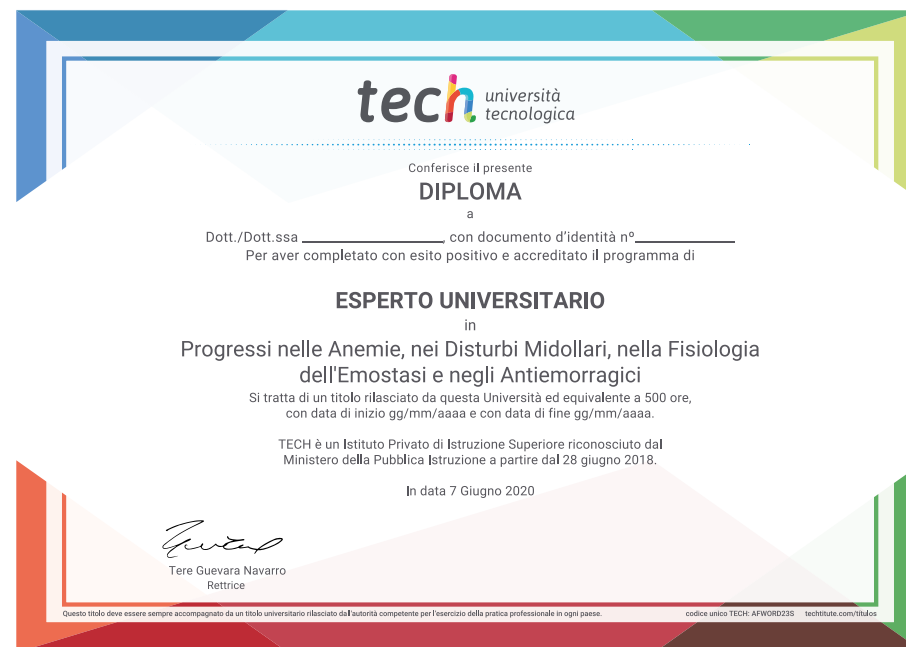 tech università
tecnologica
Conferisce il presente
DIPLOMA
a
Dott./Dott.ssa ____________________, con documento d'identità nº______________
Per aver completato con esito positivo e accreditato il programma di
ESPERTO UNIVERSITARIO
in
Progressi nelle Anemie, nei Disturbi Midollari, nella Fisiologia
dell'Emostasi e negli Antiemorragici
Si tratta di un titolo rilasciato da questa Università ed equivalente a 500 ore,
con data di inizio gg/mm/aaaa e con data di fine gg/mm/aaaa.
TECH è un Istituto Privato di Istruzione Superiore riconosciuto dal
Ministero della Pubblica Istruzione a partire dal 28 giugno 2018.
In data 7 Giugno 2020
Tere Guevara Navarro
Rettrice
Questo titolo deve essere sempre accompagnato da un titolo universitario rilasciato dall'autorità competente per l'esercizio della pratica professionale in ogni paese. codice unico TECH: AFWORD23S techtitute.com/titulos